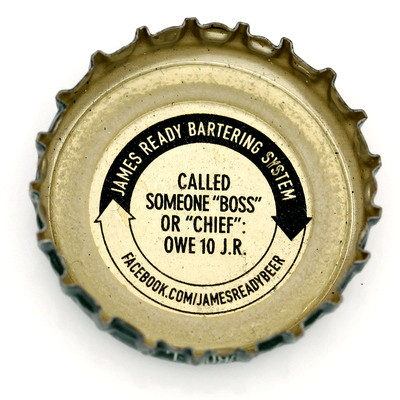 JAMES READY BARTERING SYSTEM
CALLED
SOMEONE "BOSS"
OR "CHIEF":
OWE 10 J.R.
FACEBOOK.COM/JAMESREADYBEER